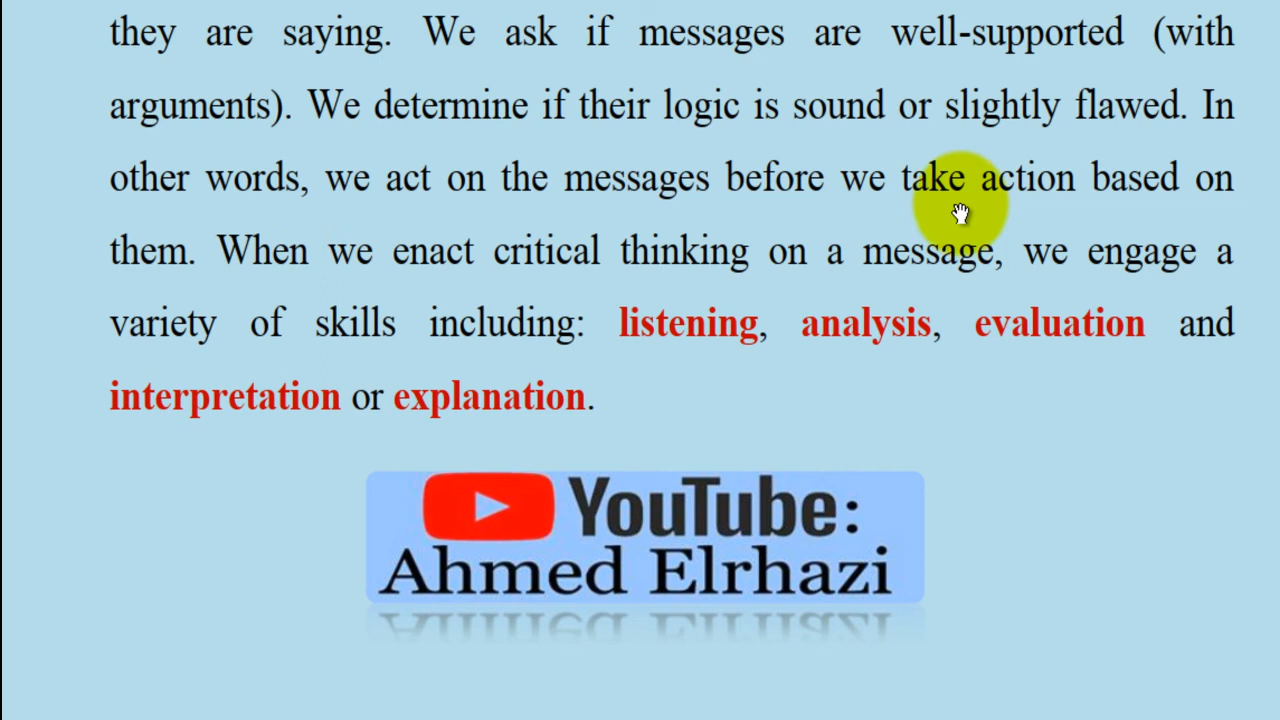 they are saying. We ask if messages are well-supported (with
arguments). We determine if their logic is sound or slightly flawed. In
other words, we act on the messages before we take action based on
them. When we enact critical thinking on a message, we engage a
variety of skills including: listening, analysis, evaluation and
interpretation or explanation.
YouTube:
Ahmed Elrhazi